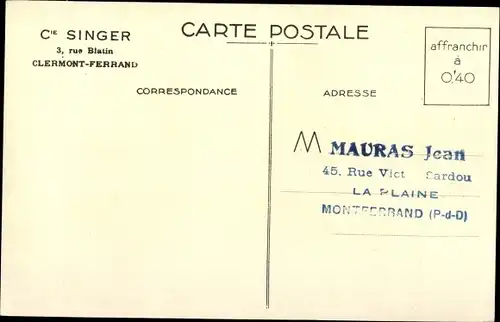 Cie SINGER
3, rue Blatin
CLERMONT-FERRAND
CARTE POSTALE
affranchir
à
0'40
CORRESPONDANCE
ADRESSE
M MAURAS Jean
45, Rue Vict Sardou
LA PLAINE
MONTFERRAND (P-d-D)